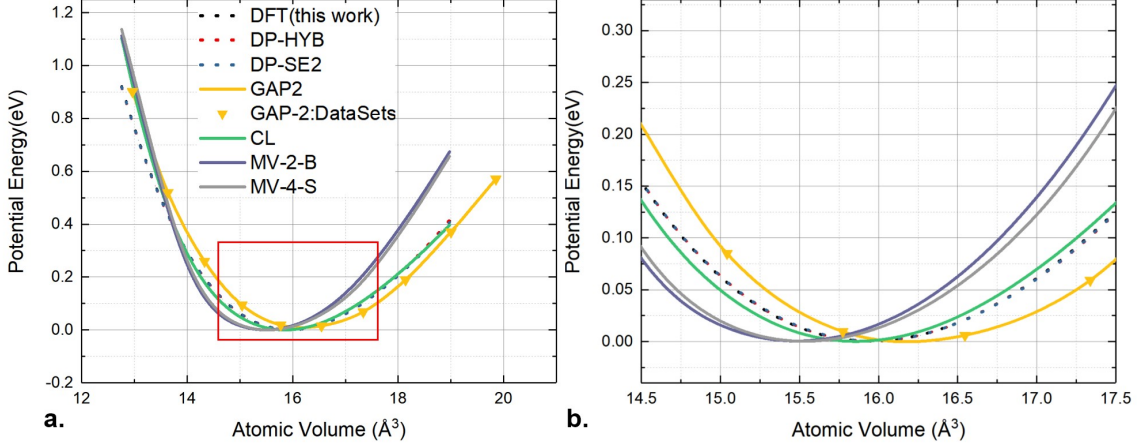 DFT(this work)
DP-HYB
DP-SE2
GAP2
GAP-2:DataSets
CL
MV-2-B
MV-4-S
Potential Energy(eV)
1.2
1.0
0.8
0.6
0.4
0.2
0.0
-0.2
12 14 16 18 20
a.
Atomic Volume (Å³)
Potential Energy(eV)
0.30
0.25
0.20
0.15
0.10
0.05
0.00
14.5 15.0 15.5 16.0 16.5 17.0 17.5
b.
Atomic Volume (Å³)